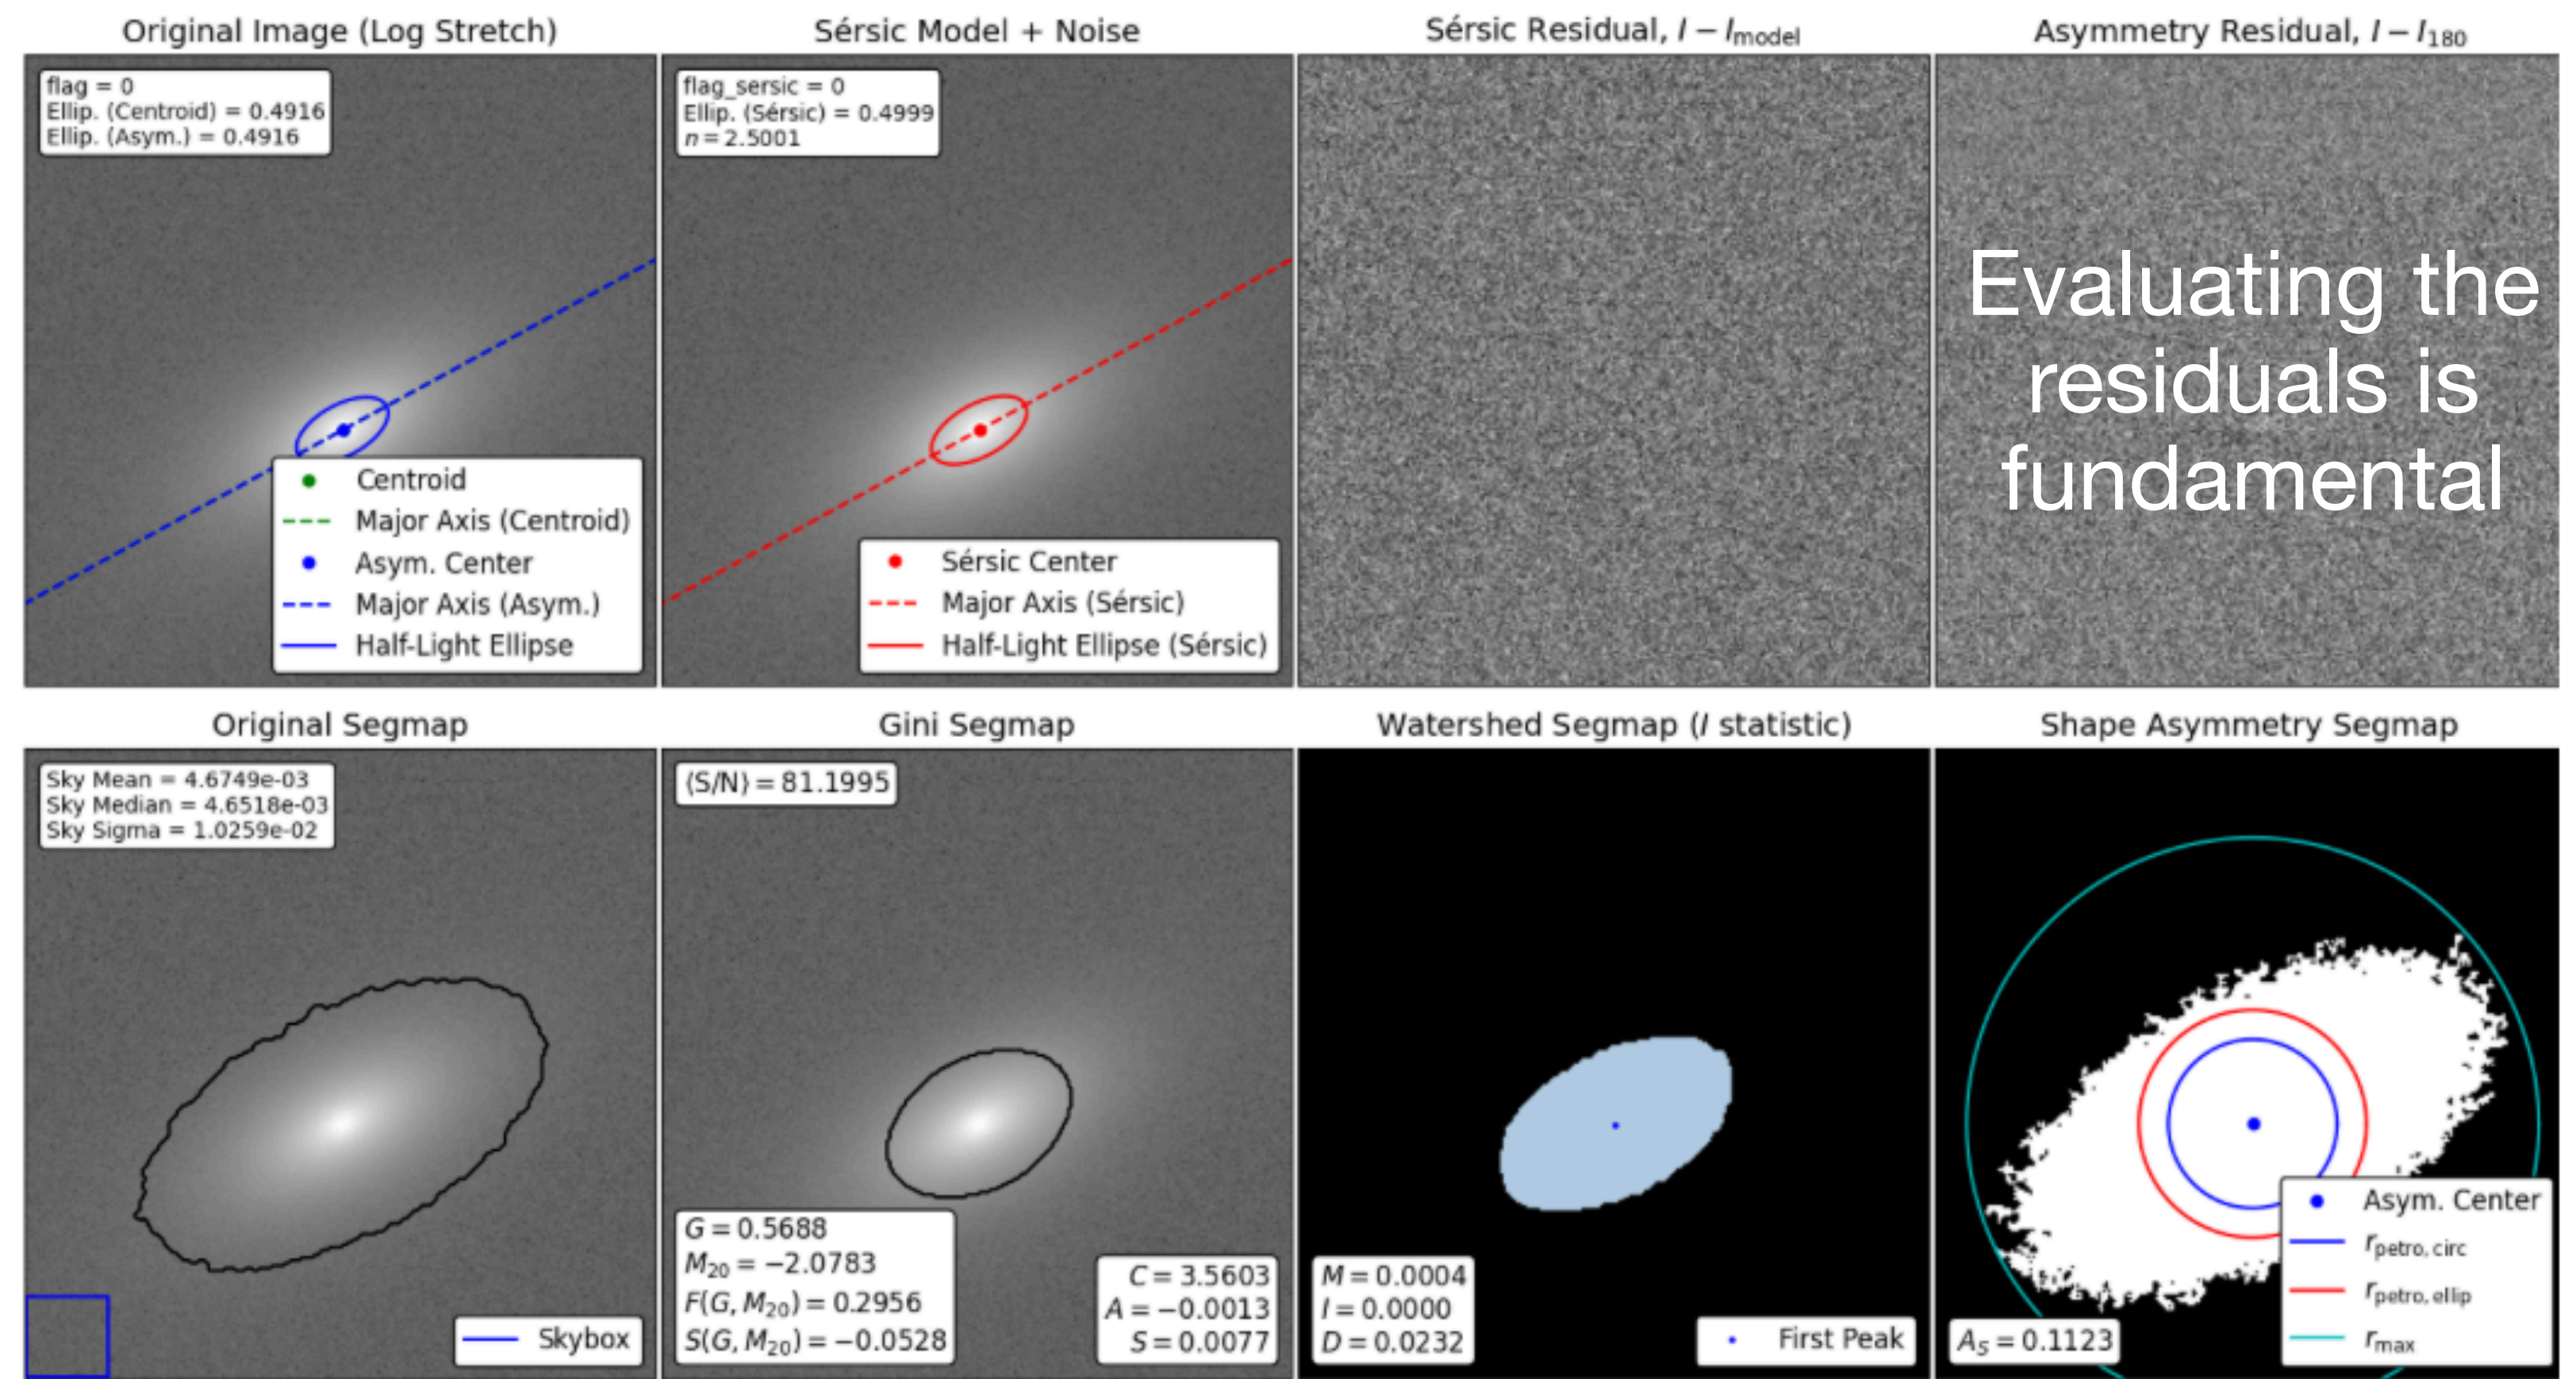 Original Image (Log Stretch)
flag = 0
Ellip. (Centroid) = 0.4916
Ellip. (Asym.) = 0.4916
Centroid
Major Axis (Centroid)
Asym. Center
Major Axis (Asym.)
Half-Light Ellipse
Sérsic Model + Noise
flag_sersic = 0
Ellip. (Sérsic) = 0.4999
n = 2.5001
Sérsic Center
Major Axis (Sérsic)
Half-Light Ellipse (Sérsic)
Sérsic Residual, I − I_model
Asymmetry Residual, I − I_180
Evaluating the
residuals is
fundamental
Original Segmap
Sky Mean = 4.6749e-03
Sky Median = 4.6518e-03
Sky Sigma = 1.0259e-02
Skybox
Gini Segmap
⟨S/N⟩ = 81.1995
G = 0.5688
M_20 = −2.0783
F(G, M_20) = 0.2956
S(G, M_20) = −0.0528
C = 3.5603
A = −0.0013
S = 0.0077
Watershed Segmap (I statistic)
M = 0.0004
I = 0.0000
D = 0.0232
First Peak
Shape Asymmetry Segmap
A_S = 0.1123
Asym. Center
r_petro, circ
r_petro, ellip
r_max